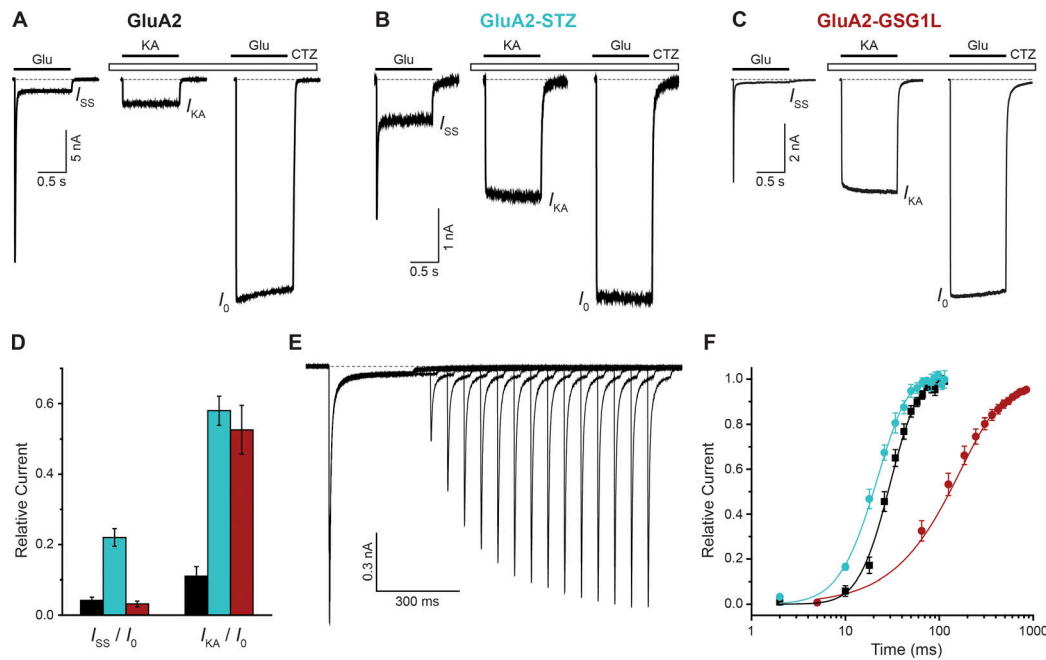 A
GluA2
Glu
KA
Glu
CTZ
I_SS
I_KA
5 nA
0.5 s
I_0
B
GluA2-STZ
Glu
KA
Glu
CTZ
I_SS
I_KA
1 nA
0.5 s
I_0
C
GluA2-GSG1L
Glu
KA
Glu
CTZ
I_SS
I_KA
2 nA
0.5 s
I_0
D
Relative Current
0.6
0.4
0.2
0.0
I_SS / I_0
I_KA / I_0
E
0.3 nA
300 ms
F
Relative Current
1.0
0.8
0.6
0.4
0.2
0.0
1
10
100
1000
Time (ms)